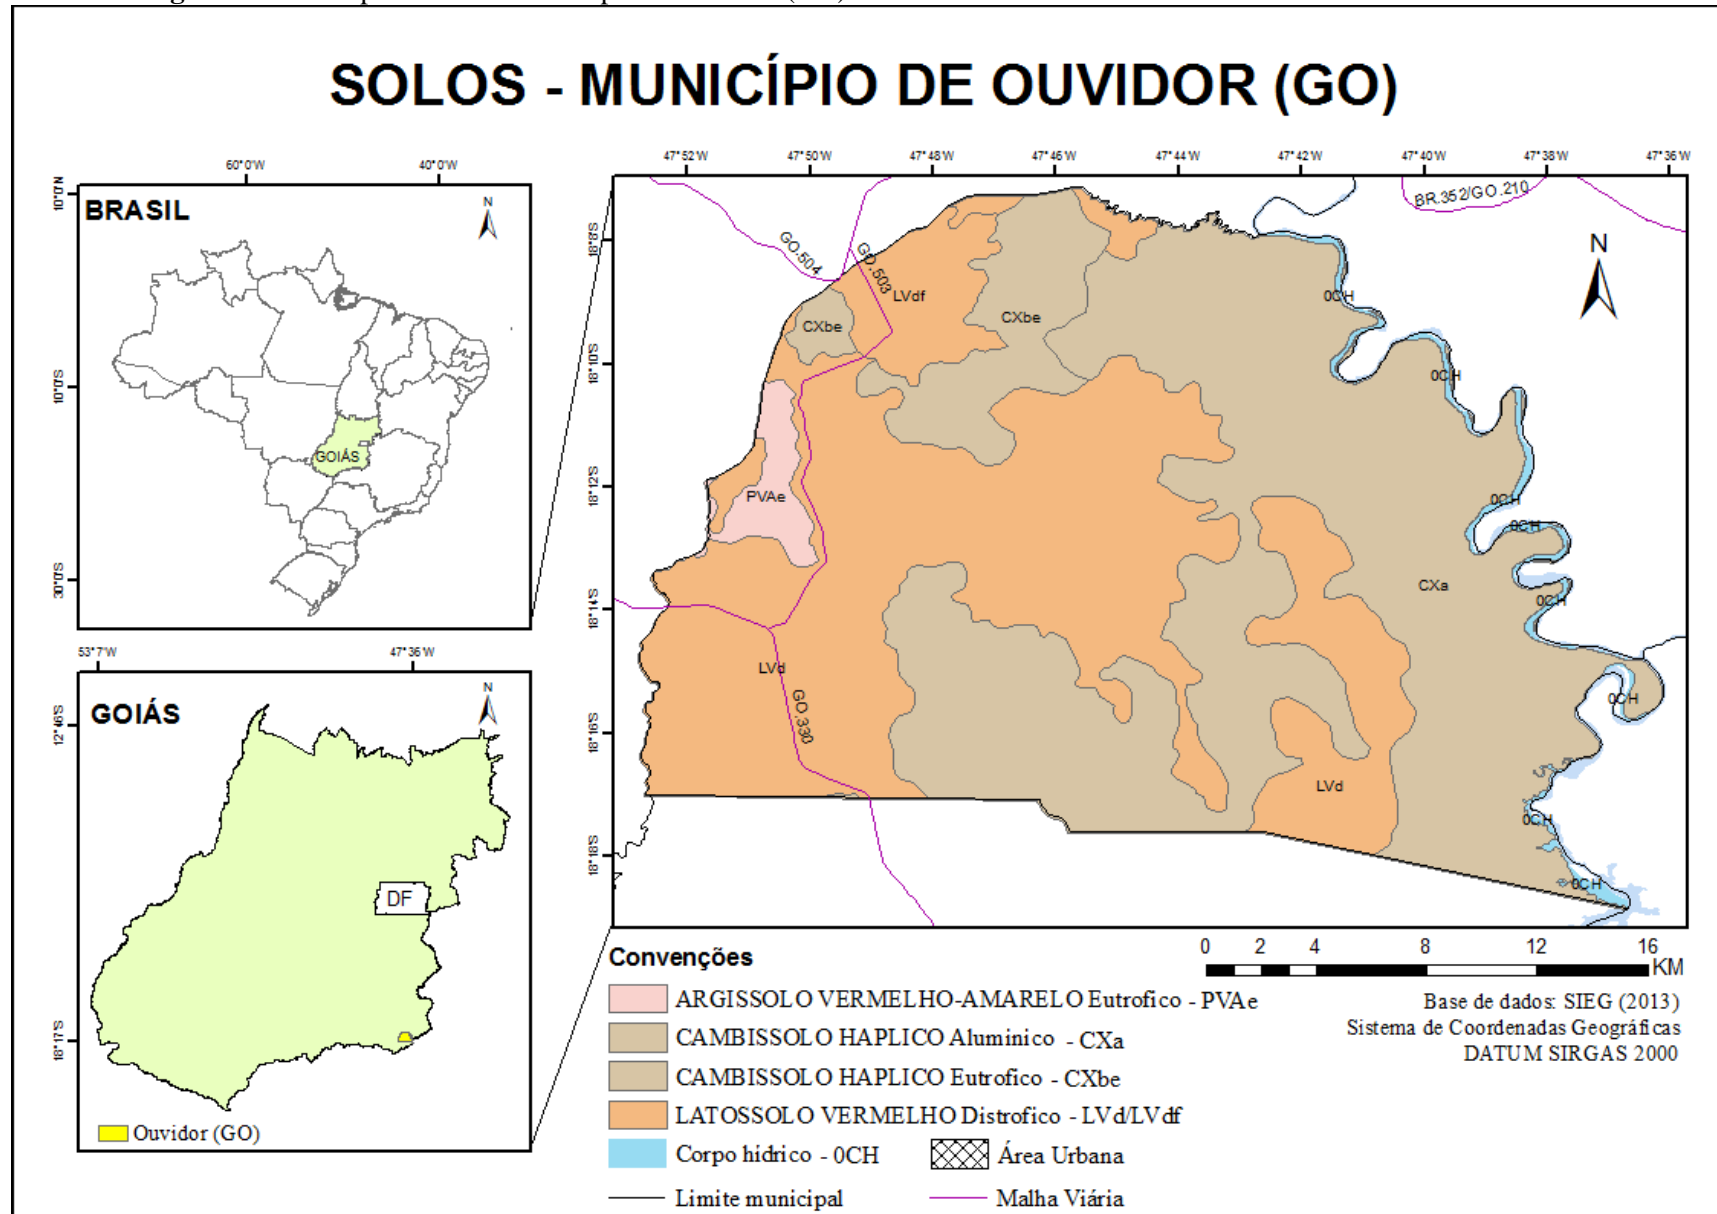 SOLOS - MUNICÍPIO DE OUVIDOR (GO)
60°0'W
40°0'W
10°0'N
10°0'S
30°0'S
BRASIL
N
GOIÁS
53°7'W
47°36'W
12°46'S
18°17'S
GOIÁS
N
DF
Ouvidor (GO)
47°52'W
47°50'W
47°48'W
47°46'W
47°44'W
47°42'W
47°40'W
47°38'W
47°36'W
18°8'S
18°10'S
18°12'S
18°14'S
18°16'S
18°18'S
BR.352/GO.210
N
GO.504
GO.503
LVdf
CXbe
CXbe
0CH
0CH
PVAe
0CH
0CH
CXa
0CH
LVd
GO.330
0CH
LVd
0CH
0CH
Convenções
ARGISSOLO VERMELHO-AMARELO Eutrofico - PVAe
CAMBISSOLO HAPLICO Alumínico - CXa
CAMBISSOLO HAPLICO Eutrofico - CXbe
LATOSSOLO VERMELHO Distrofico - LVd/LVdf
Corpo hídrico - 0CH
Área Urbana
Limite municipal
Malha Viária
0 2 4 8 12 16
KM
Base de dados: SIEG (2013)
Sistema de Coordenadas Geográficas
DATUM SIRGAS 2000